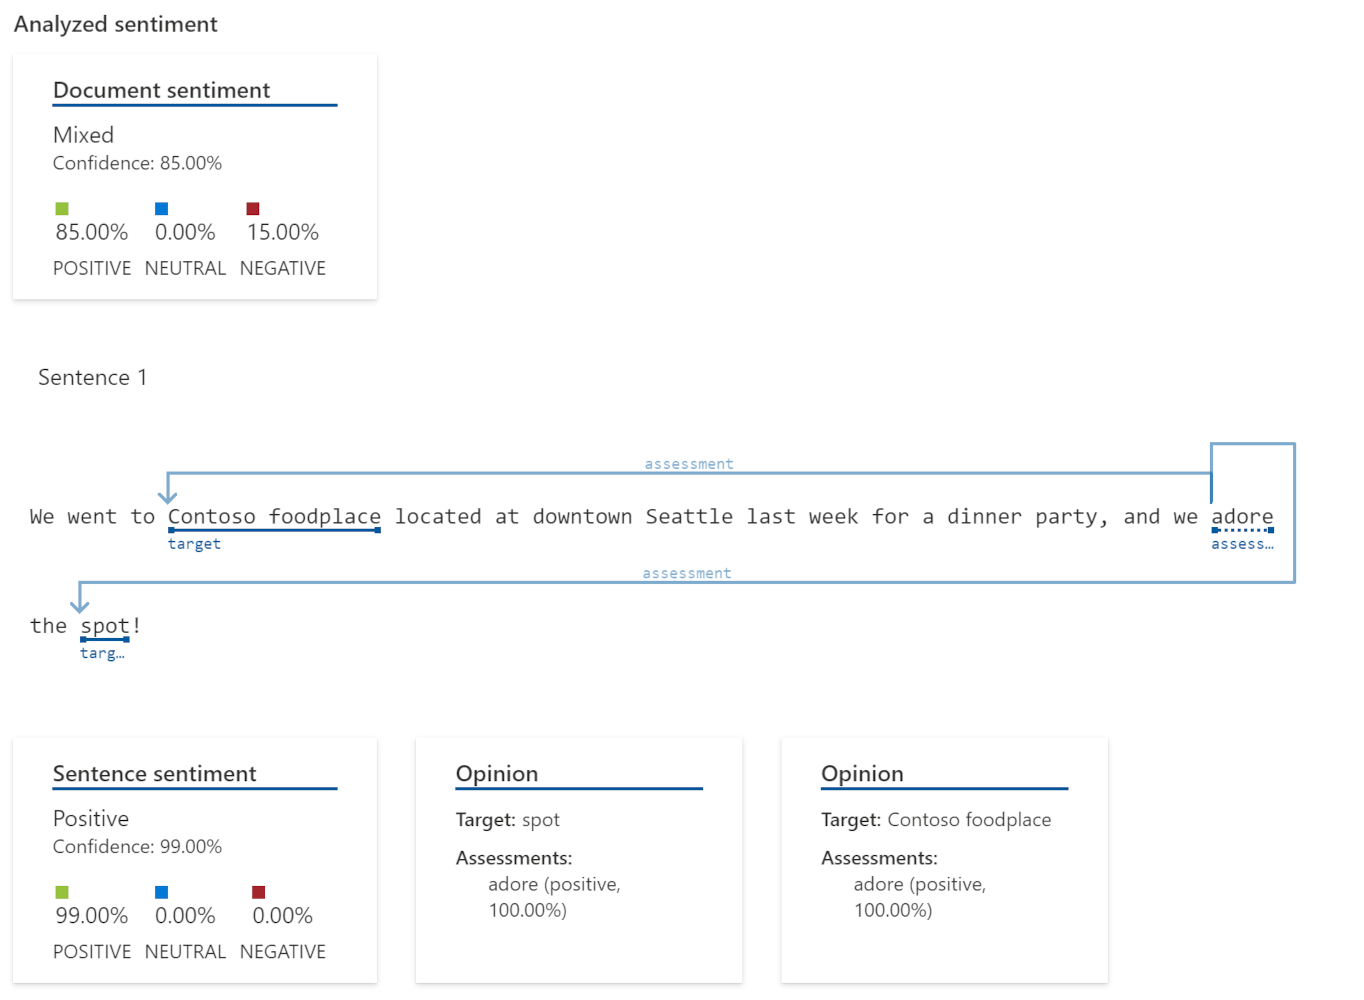 Analyzed sentiment
Document sentiment
Mixed
Confidence: 85.00%
85.00% 0.00% 15.00%
POSITIVE NEUTRAL NEGATIVE
Sentence 1
assessment
We went to Contoso foodplace located at downtown Seattle last week for a dinner party, and we adore
target assess…
assessment
the spot!
targ…
Sentence sentiment
Positive
Confidence: 99.00%
99.00% 0.00% 0.00%
POSITIVE NEUTRAL NEGATIVE
Opinion
Target: spot
Assessments:
adore (positive,
100.00%)
Opinion
Target: Contoso foodplace
Assessments:
adore (positive,
100.00%)